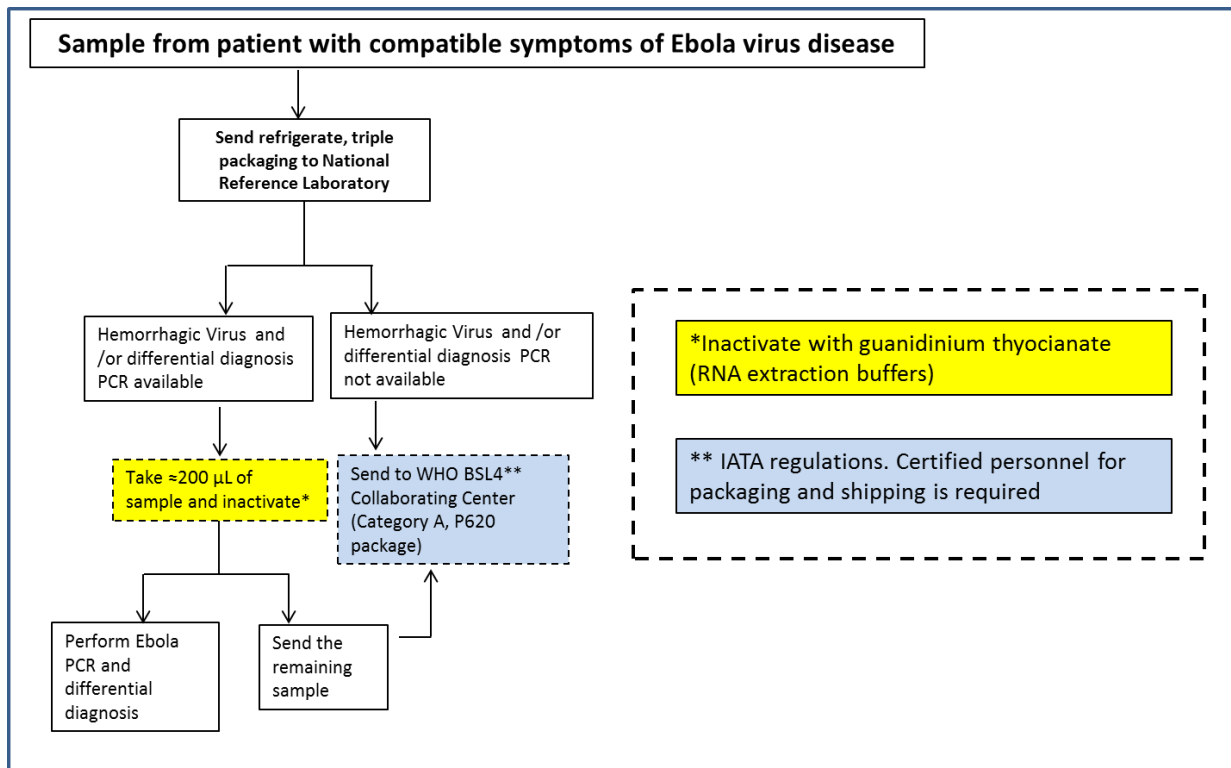 Sample from patient with compatible symptoms of Ebola virus disease
Send refrigerate, triple
packaging to National
Reference Laboratory
Hemorrhagic Virus and
/or differential diagnosis
PCR available
Hemorrhagic Virus and /or
differential diagnosis PCR
not available
Take ≈200 µL of
sample and inactivate*
Send to WHO BSL4**
Collaborating Center
(Category A, P620
package)
Perform Ebola
PCR and
differential
diagnosis
Send the
remaining
sample
*Inactivate with guanidinium thyocianate
(RNA extraction buffers)
** IATA regulations. Certified personnel for
packaging and shipping is required